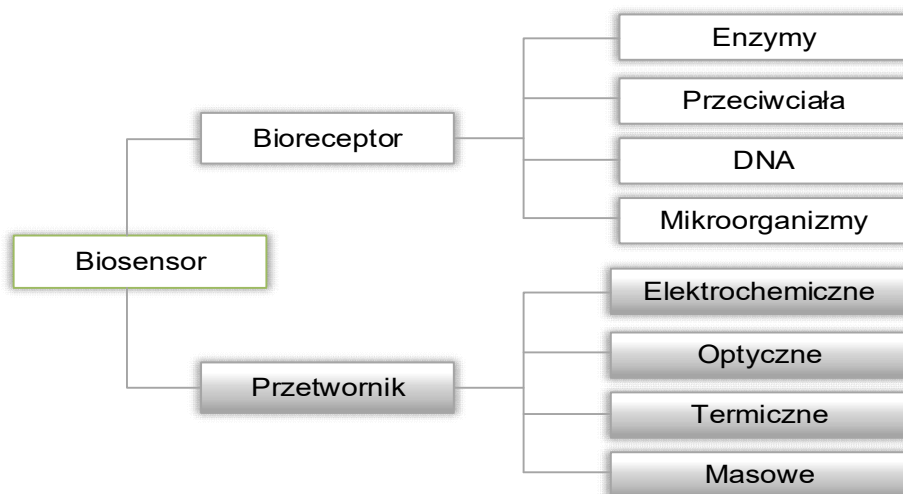 Biosensor
Bioreceptor
Enzymy
Przeciwciała
DNA
Mikroorganizmy
Przetwornik
Elektrochemiczne
Optyczne
Termiczne
Masowe